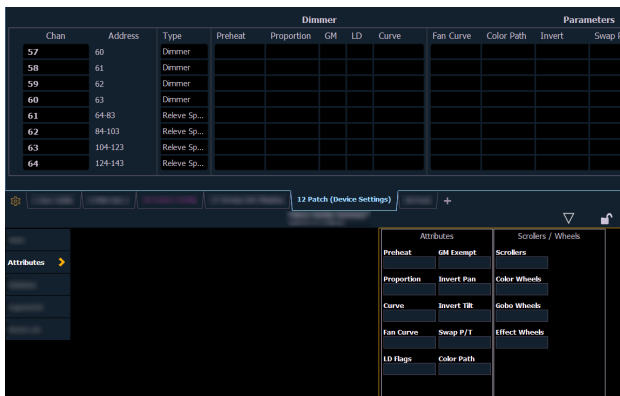 Dimmer Parameters
Chan Address Type Preheat Proportion GM LD Curve Fan Curve Color Path Invert Swap
57 60 Dimmer
58 61 Dimmer
59 62 Dimmer
60 63 Dimmer
61 64-83 Releve Sp...
62 84-103 Releve Sp...
63 104-123 Releve Sp...
64 124-143 Releve Sp...
12 Patch (Device Settings) +
Attributes Scrollers / Wheels
Preheat GM Exempt Scrollers
Attributes
Proportion Invert Pan Color Wheels
Curve Invert Tilt Gobo Wheels
Fan Curve Swap P/T Effect Wheels
LD Flags Color Path